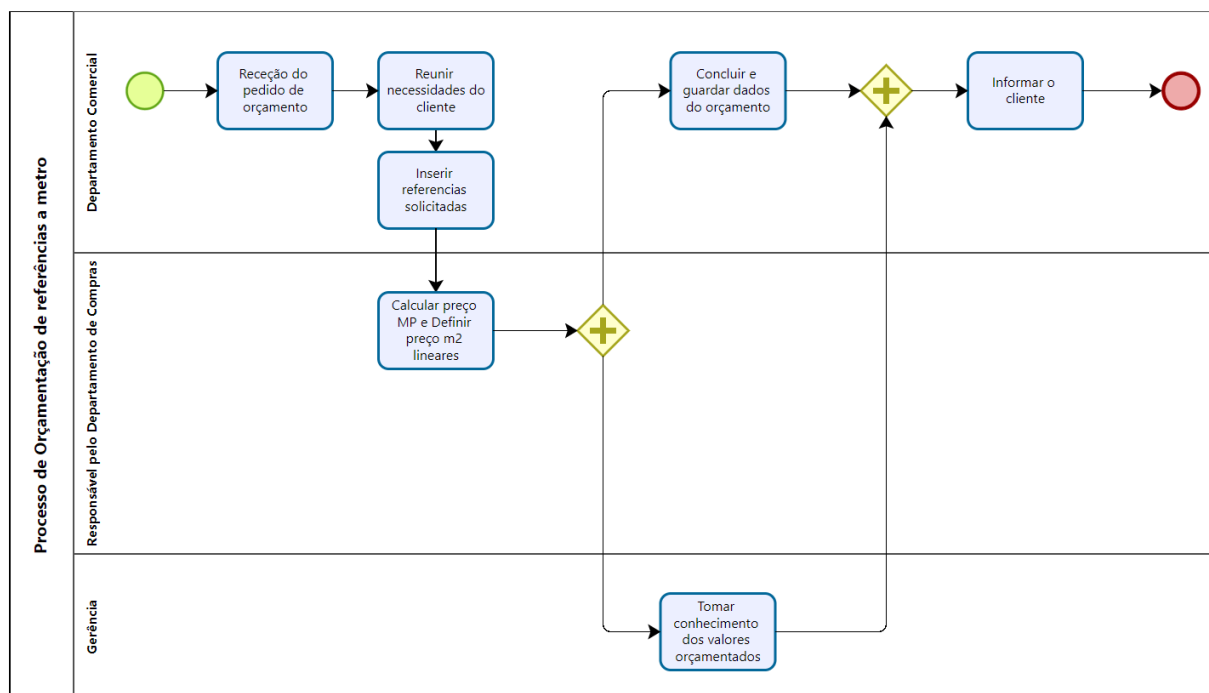 Processo de Orçamentação de referências a metro
Departamento Comercial
Receção do
pedido de
orçamento
Reunir
necessidades do
cliente
Inserir
referencias
solicitadas
Concluir e
guardar dados
do orçamento
Informar o
cliente
Responsável pelo Departamento de Compras
Calcular preço
MP e Definir
preço m2
lineares
Gerência
Tomar
conhecimento
dos valores
orçamentados